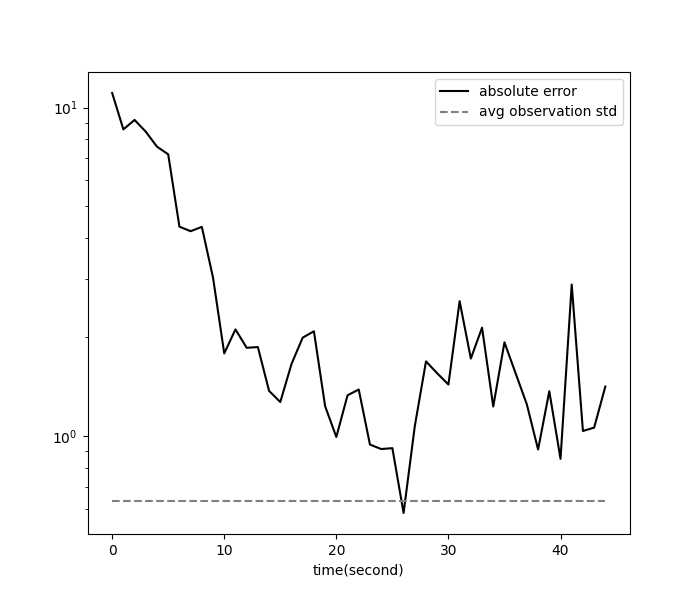 absolute error
avg observation std
10¹
10⁰
0
10
20
30
40
time(second)